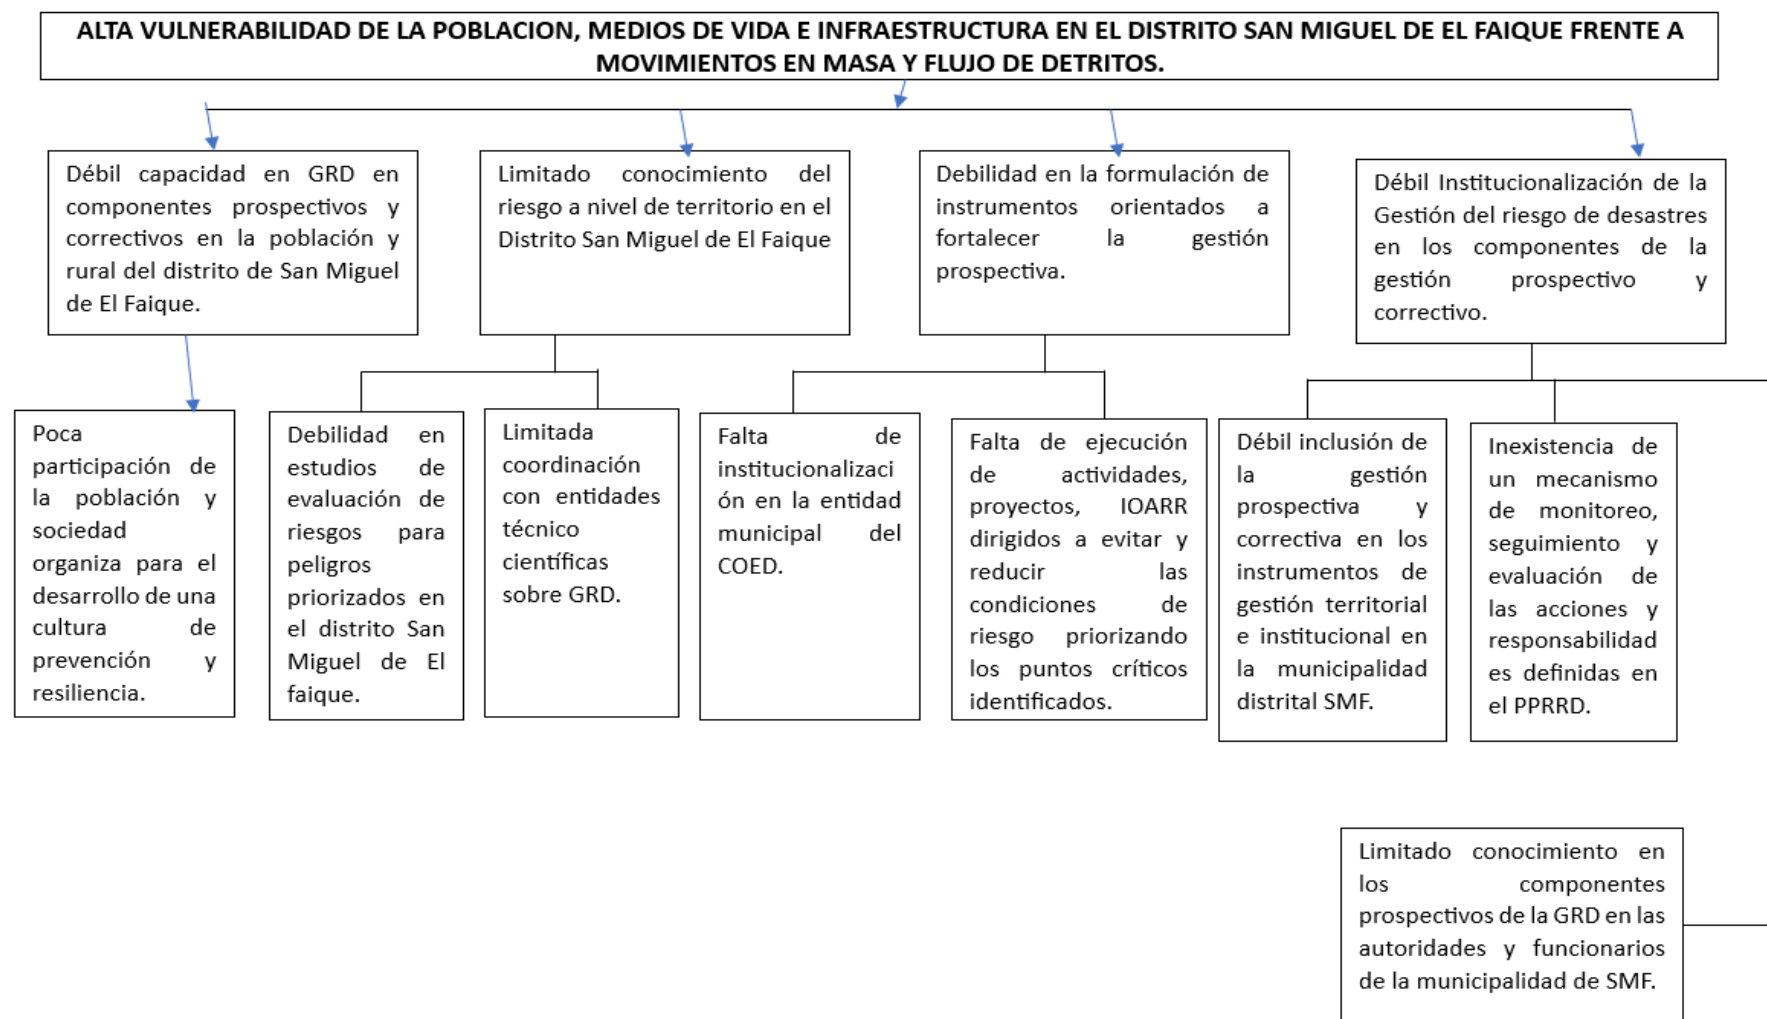 ALTA VULNERABILIDAD DE LA POBLACION, MEDIOS DE VIDA E INFRAESTRUCTURA EN EL DISTRITO SAN MIGUEL DE EL FAIQUE FRENTE A
MOVIMIENTOS EN MASA Y FLUJO DE DETRITOS.
Débil capacidad en GRD en
componentes prospectivos y
correctivos en la población y
rural del distrito de San Miguel
de El Faique.
Limitado conocimiento del
riesgo a nivel de territorio en el
Distrito San Miguel de El Faique
Debilidad en la formulación de
instrumentos orientados a
fortalecer la gestión
prospectiva.
Débil Institucionalización de la
Gestión del riesgo de desastres
en los componentes de la
gestión prospectivo y
correctivo.
Poca
participación de
la población y
sociedad
organiza para el
desarrollo de una
cultura de
prevención y
resiliencia.
Debilidad en
estudios de
evaluación de
riesgos para
peligros
priorizados en
el distrito San
Miguel de El
faique.
Limitada
coordinación
con entidades
técnico
científicas
sobre GRD.
Falta de
institucionalizaci
ón en la entidad
municipal del
COED.
Falta de ejecución
de actividades,
proyectos, IOARR
dirigidos a evitar y
reducir las
condiciones de
riesgo priorizando
los puntos críticos
identificados.
Débil inclusión de
la gestión
prospectiva y
correctiva en los
instrumentos de
gestión territorial
e institucional en
la municipalidad
distrital SMF.
Inexistencia de
un mecanismo
de monitoreo,
seguimiento y
evaluación de
las acciones y
responsabilidad
es definidas en
el PPRRD.
Limitado conocimiento en
los componentes
prospectivos de la GRD en las
autoridades y funcionarios
de la municipalidad de SMF.